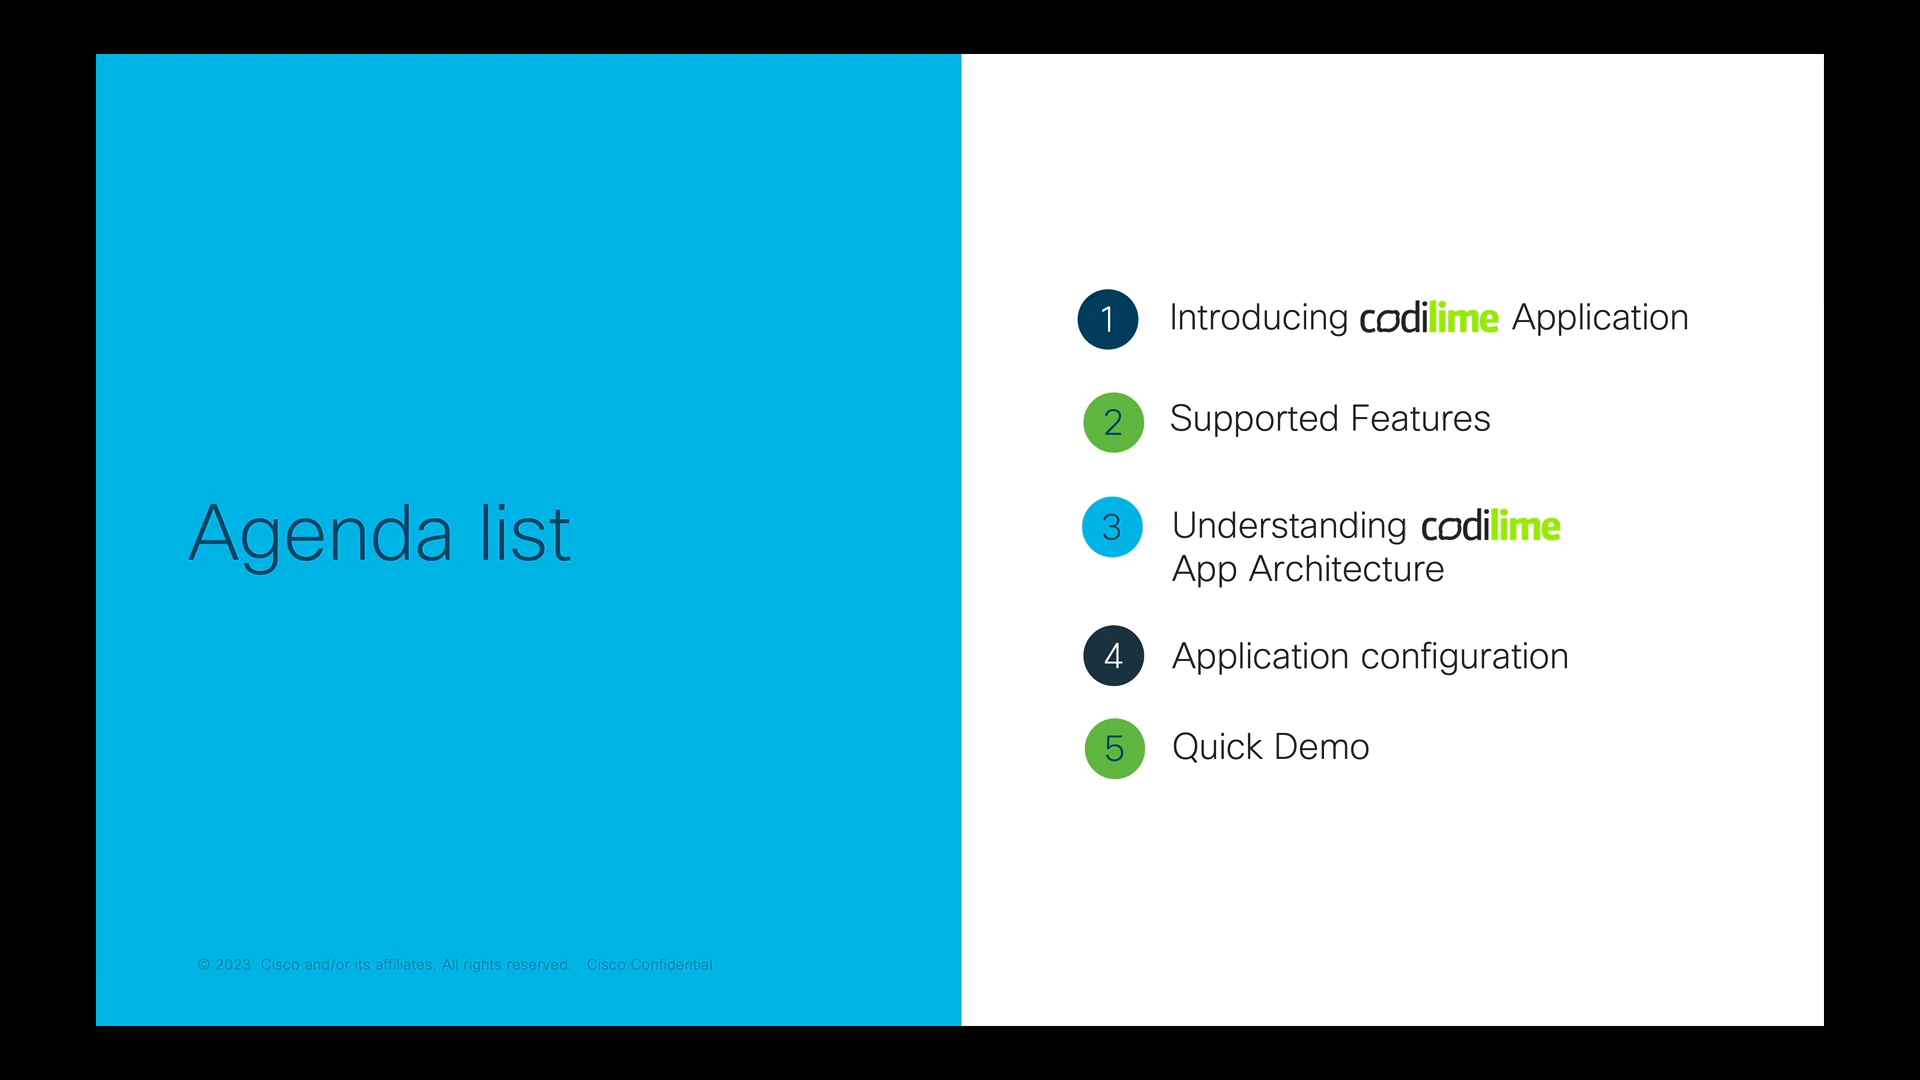 Agenda list
1 Introducing codilime Application
2 Supported Features
3 Understanding codilime
App Architecture
4 Application configuration
5 Quick Demo
© 2023 Cisco and/or its affiliates. All rights reserved. Cisco Confidential